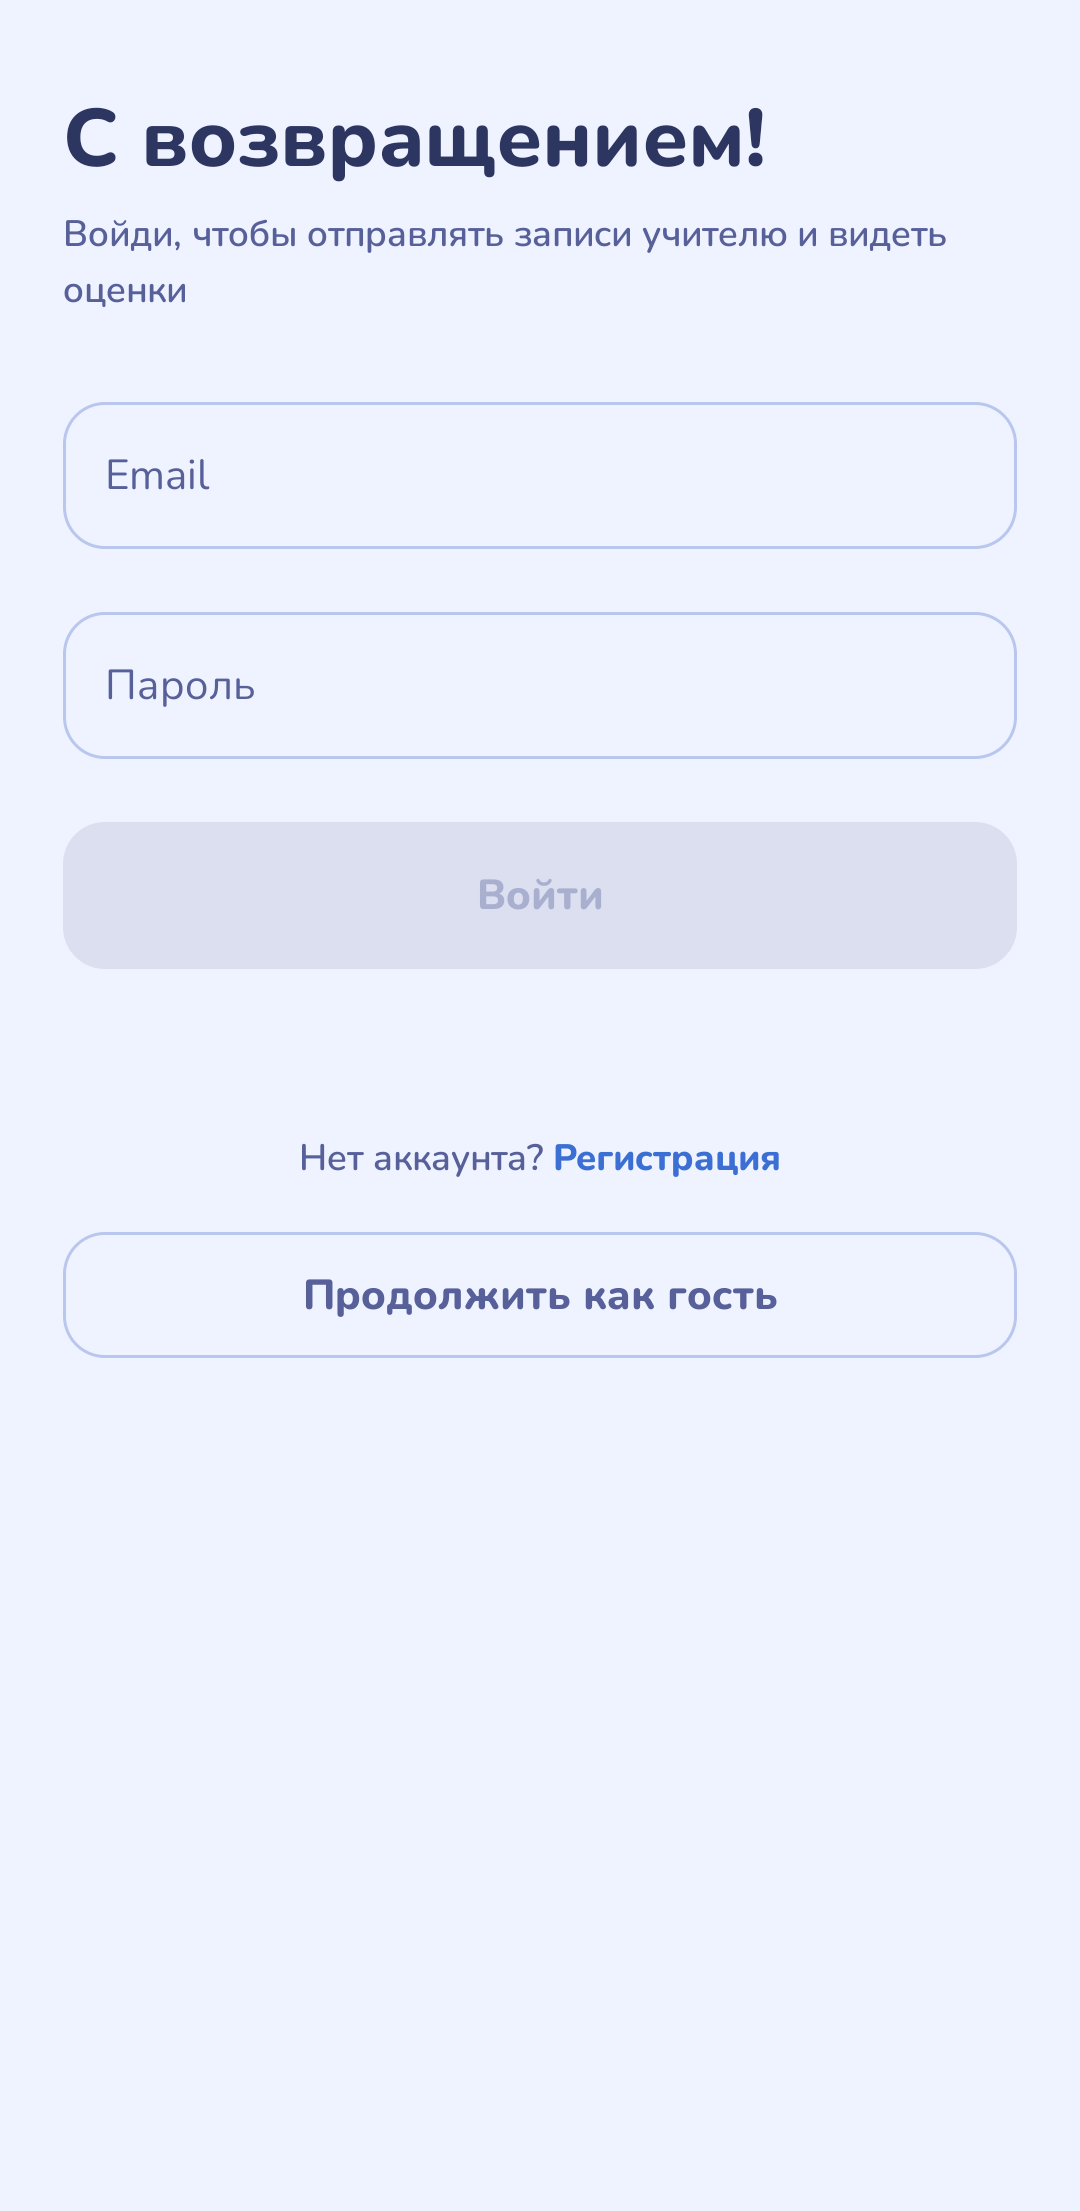 С возвращением!
Войди, чтобы отправлять записи учителю и видеть
оценки
Email
Пароль
Войти
Нет аккаунта? Регистрация
Продолжить как гость